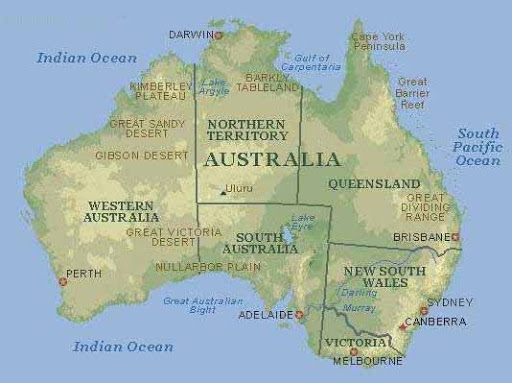 DARWIN
Cape York
Peninsula
Indian Ocean
Gulf of
Carpentaria
KIMBERLEY
PLATEAU
Lake
Argyle
BARKLY
TABLELAND
Great
Barrier
Reef
GREAT SANDY
DESERT
NORTHERN
TERRITORY
South
Pacific
Ocean
GIBSON DESERT
AUSTRALIA
Uluru
QUEENSLAND
WESTERN
AUSTRALIA
GREAT
DIVIDING
RANGE
Lake
Eyre
GREAT VICTORIA
DESERT
SOUTH
AUSTRALIA
BRISBANE
NULLARBOR PLAIN
PERTH
NEW SOUTH
WALES
Darling
Great Australian
Bight
ADELAIDE
Murray
SYDNEY
CANBERRA
Indian Ocean
VICTORIA
MELBOURNE